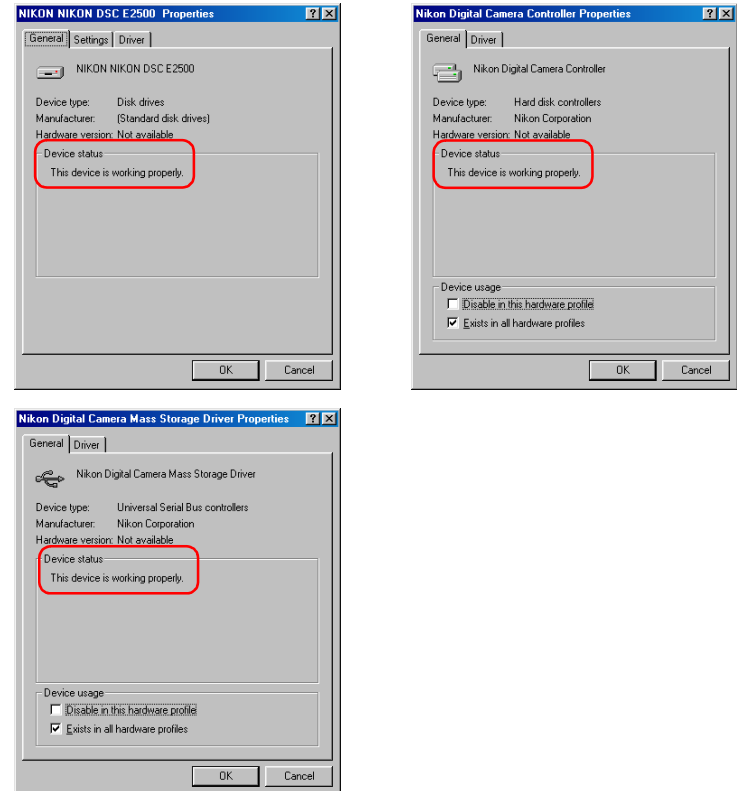 NIKON NIKON DSC E2500 Properties
General Settings Driver
NIKON NIKON DSC E2500
Device type: Disk drives
Manufacturer: (Standard disk drives)
Hardware version: Not available
Device status
This device is working properly.
OK Cancel
Nikon Digital Camera Controller Properties
General Driver
Nikon Digital Camera Controller
Device type: Hard disk controllers
Manufacturer: Nikon Corporation
Hardware version: Not available
Device status
This device is working properly.
Device usage
Disable in this hardware profile
Exists in all hardware profiles
OK Cancel
Nikon Digital Camera Mass Storage Driver Properties
General Driver
Nikon Digital Camera Mass Storage Driver
Device type: Universal Serial Bus controllers
Manufacturer: Nikon Corporation
Hardware version: Not available
Device status
This device is working properly.
Device usage
Disable in this hardware profile
Exists in all hardware profiles
OK Cancel